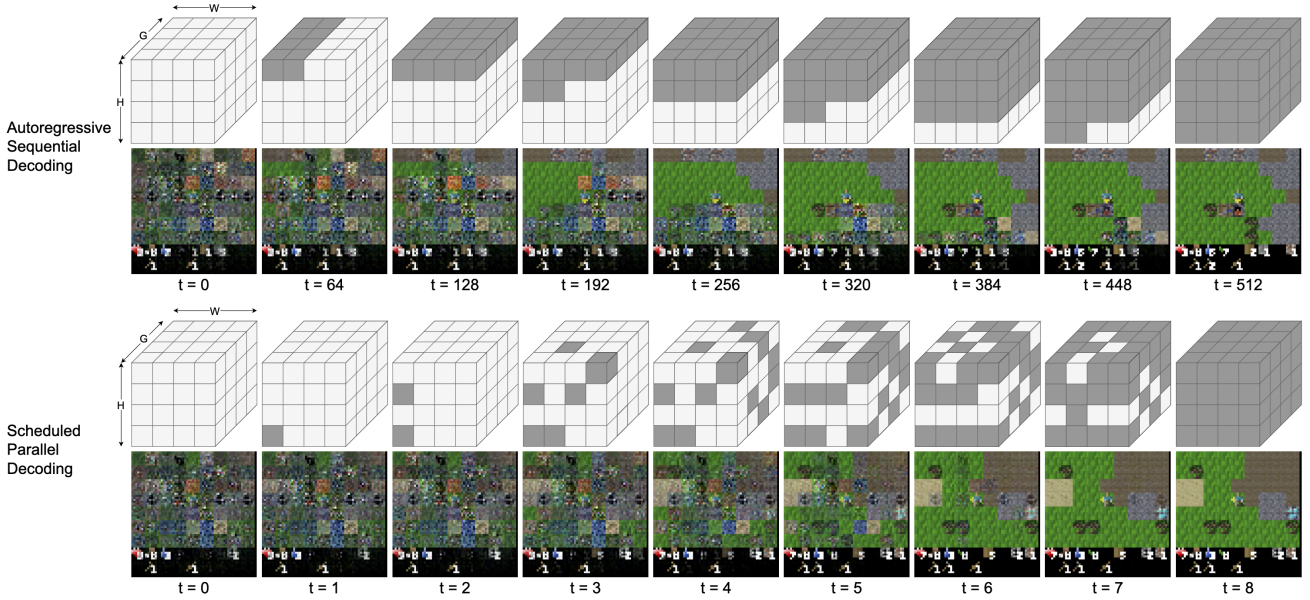 W
G
H
Autoregressive
Sequential
Decoding
t = 0
t = 64
t = 128
t = 192
t = 256
t = 320
t = 384
t = 448
t = 512
W
G
H
Scheduled
Parallel
Decoding
t = 0
t = 1
t = 2
t = 3
t = 4
t = 5
t = 6
t = 7
t = 8